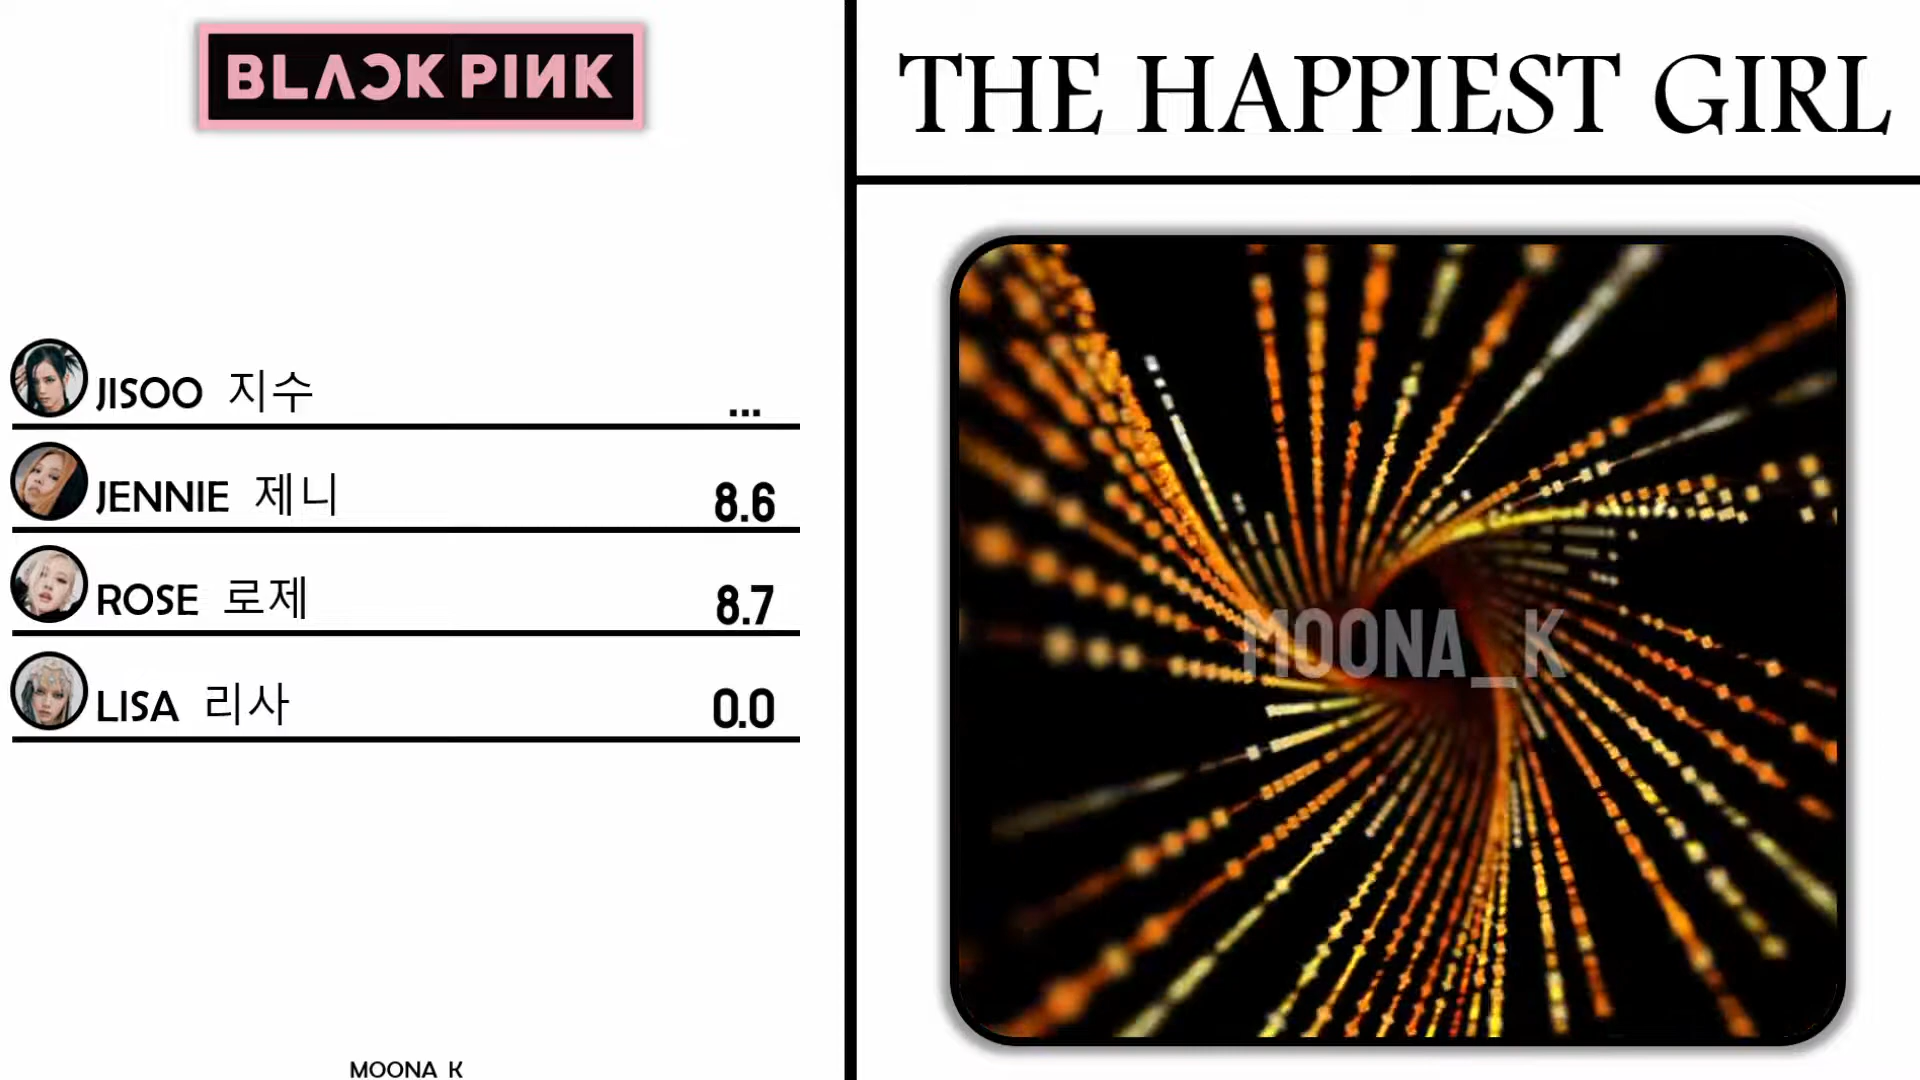 BLACKPINK
THE HAPPIEST GIRL
JISOO 지수 ...
JENNIE 제니 8.6
ROSE 로제 8.7
LISA 리사 0.0
MOONA_K
MOONA K